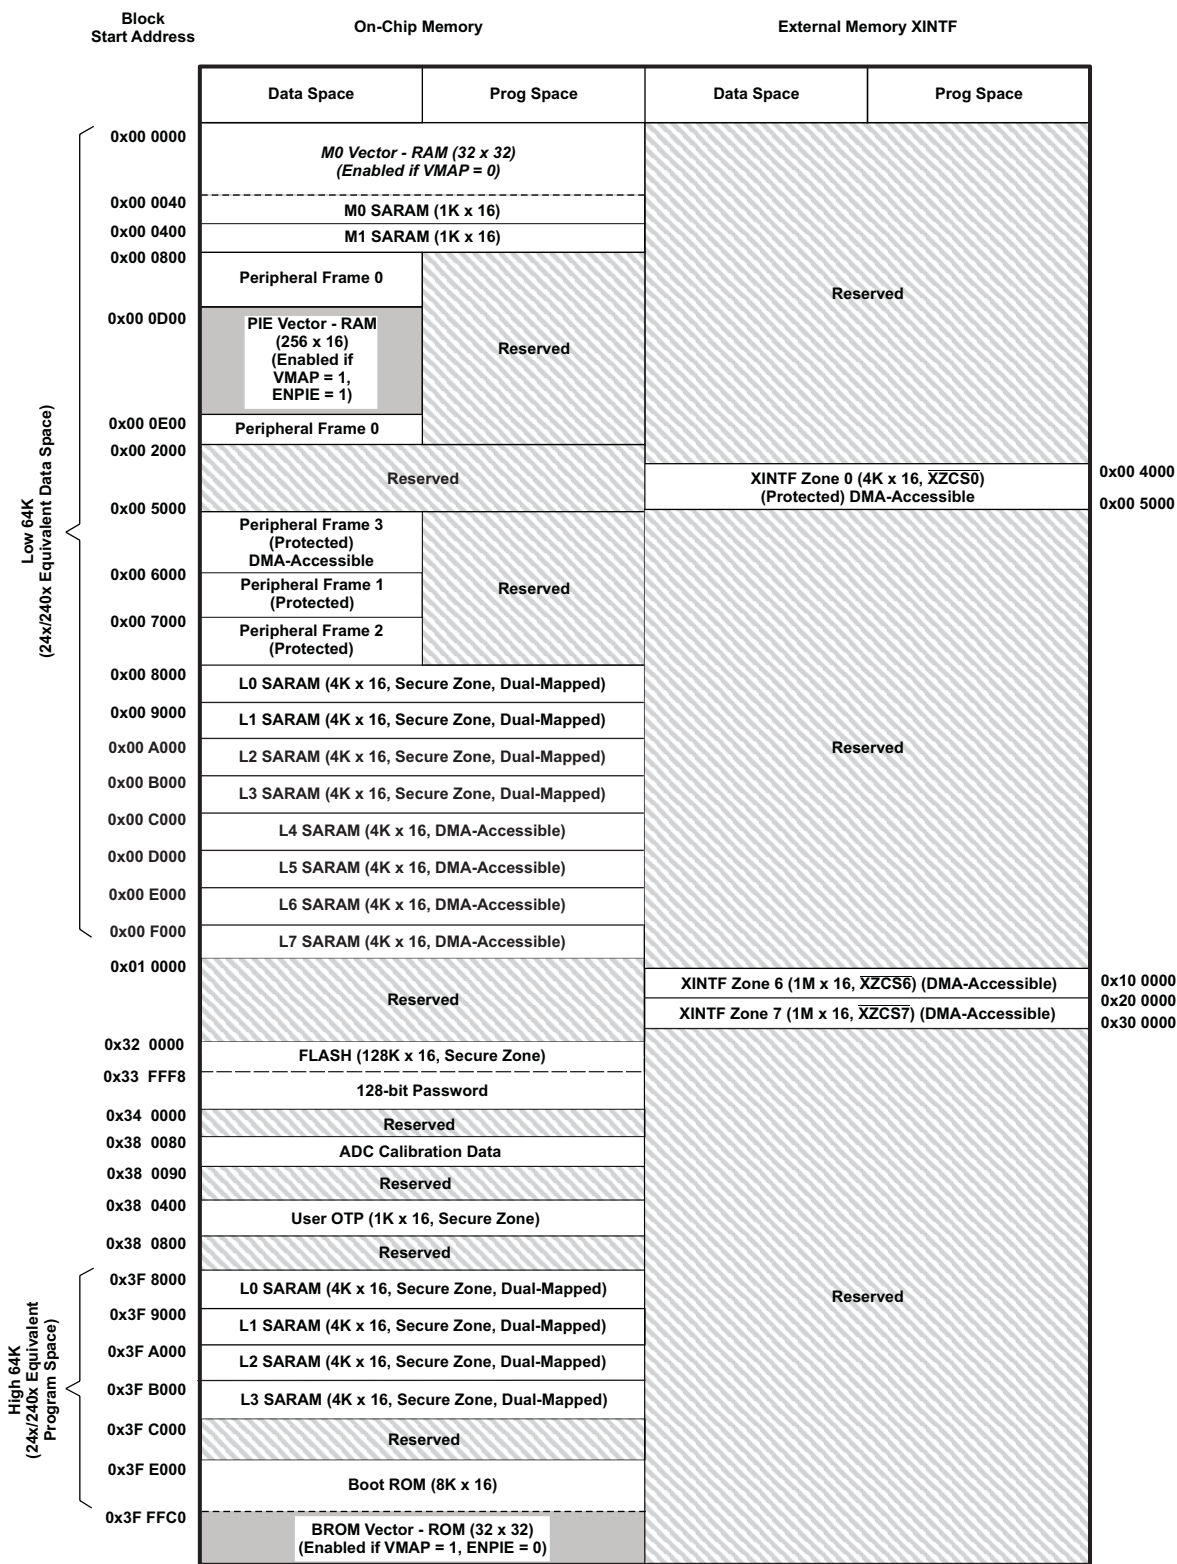 Block
Start Address
On-Chip Memory
External Memory XINTF
Data Space
Prog Space
Data Space
Prog Space
0x00 0000
M0 Vector - RAM (32 x 32)
(Enabled if VMAP = 0)
0x00 0040
M0 SARAM (1K x 16)
0x00 0400
M1 SARAM (1K x 16)
0x00 0800
Peripheral Frame 0
Reserved
0x00 0D00
PIE Vector - RAM
(256 x 16)
(Enabled if
VMAP = 1,
ENPIE = 1)
Reserved
0x00 0E00
Peripheral Frame 0
0x00 2000
Reserved
XINTF Zone 0 (4K x 16, XZCS0)
(Protected) DMA-Accessible
0x00 4000
0x00 5000
0x00 5000
Peripheral Frame 3
(Protected)
DMA-Accessible
Reserved
0x00 6000
Peripheral Frame 1
(Protected)
0x00 7000
Peripheral Frame 2
(Protected)
Low 64K
(24x/240x Equivalent Data Space)
0x00 8000
L0 SARAM (4K x 16, Secure Zone, Dual-Mapped)
0x00 9000
L1 SARAM (4K x 16, Secure Zone, Dual-Mapped)
0x00 A000
L2 SARAM (4K x 16, Secure Zone, Dual-Mapped)
Reserved
0x00 B000
L3 SARAM (4K x 16, Secure Zone, Dual-Mapped)
0x00 C000
L4 SARAM (4K x 16, DMA-Accessible)
0x00 D000
L5 SARAM (4K x 16, DMA-Accessible)
0x00 E000
L6 SARAM (4K x 16, DMA-Accessible)
0x00 F000
L7 SARAM (4K x 16, DMA-Accessible)
0x01 0000
Reserved
XINTF Zone 6 (1M x 16, XZCS6) (DMA-Accessible)
0x10 0000
XINTF Zone 7 (1M x 16, XZCS7) (DMA-Accessible)
0x20 0000
0x30 0000
0x32 0000
FLASH (128K x 16, Secure Zone)
0x33 FFF8
128-bit Password
0x34 0000
Reserved
0x38 0080
ADC Calibration Data
0x38 0090
Reserved
0x38 0400
User OTP (1K x 16, Secure Zone)
0x38 0800
Reserved
0x3F 8000
L0 SARAM (4K x 16, Secure Zone, Dual-Mapped)
Reserved
0x3F 9000
L1 SARAM (4K x 16, Secure Zone, Dual-Mapped)
0x3F A000
L2 SARAM (4K x 16, Secure Zone, Dual-Mapped)
0x3F B000
L3 SARAM (4K x 16, Secure Zone, Dual-Mapped)
High 64K
(24x/240x Equivalent
Program Space)
0x3F C000
Reserved
0x3F E000
Boot ROM (8K x 16)
0x3F FFC0
BROM Vector - ROM (32 x 32)
(Enabled if VMAP = 1, ENPIE = 0)